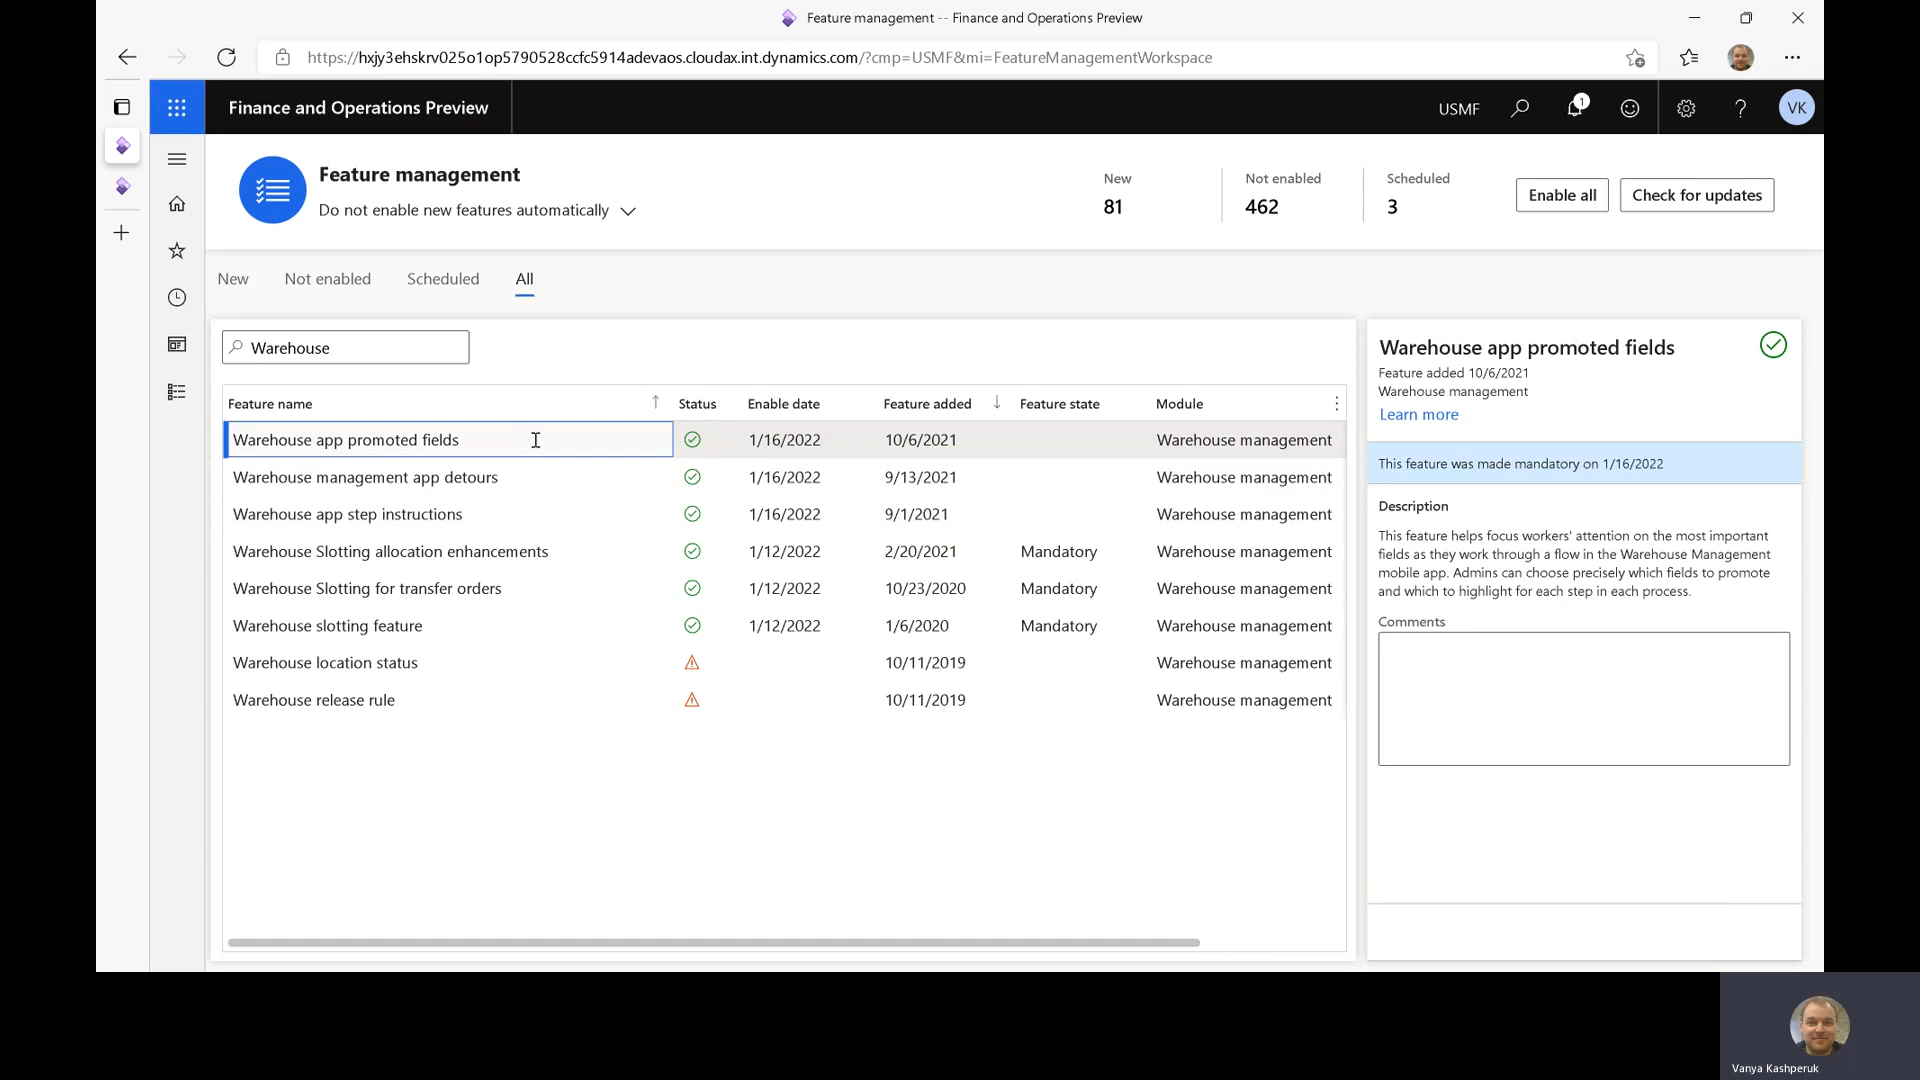 Feature management -- Finance and Operations Preview
https://hxjy3ehskrv025o1op5790528ccfc5914adevaos.cloudax.int.dynamics.com/?cmp=USMF&mi=FeatureManagementWorkspace
Finance and Operations Preview
USMF
1
VK
Feature management
Do not enable new features automatically
New
81
Not enabled
462
Scheduled
3
Enable all
Check for updates
New Not enabled Scheduled All
Warehouse
Feature name Status Enable date Feature added Feature state Module
Warehouse app promoted fields 1/16/2022 10/6/2021 Warehouse management
Warehouse management app detours 1/16/2022 9/13/2021 Warehouse management
Warehouse app step instructions 1/16/2022 9/1/2021 Warehouse management
Warehouse Slotting allocation enhancements 1/12/2022 2/20/2021 Mandatory Warehouse management
Warehouse Slotting for transfer orders 1/12/2022 10/23/2020 Mandatory Warehouse management
Warehouse slotting feature 1/12/2022 1/6/2020 Mandatory Warehouse management
Warehouse location status 10/11/2019 Warehouse management
Warehouse release rule 10/11/2019 Warehouse management
Warehouse app promoted fields
Feature added 10/6/2021
Warehouse management
Learn more
This feature was made mandatory on 1/16/2022
Description
This feature helps focus workers' attention on the most important
fields as they work through a flow in the Warehouse Management
mobile app. Admins can choose precisely which fields to promote
and which to highlight for each step in each process.
Comments
Vanya Kashperuk